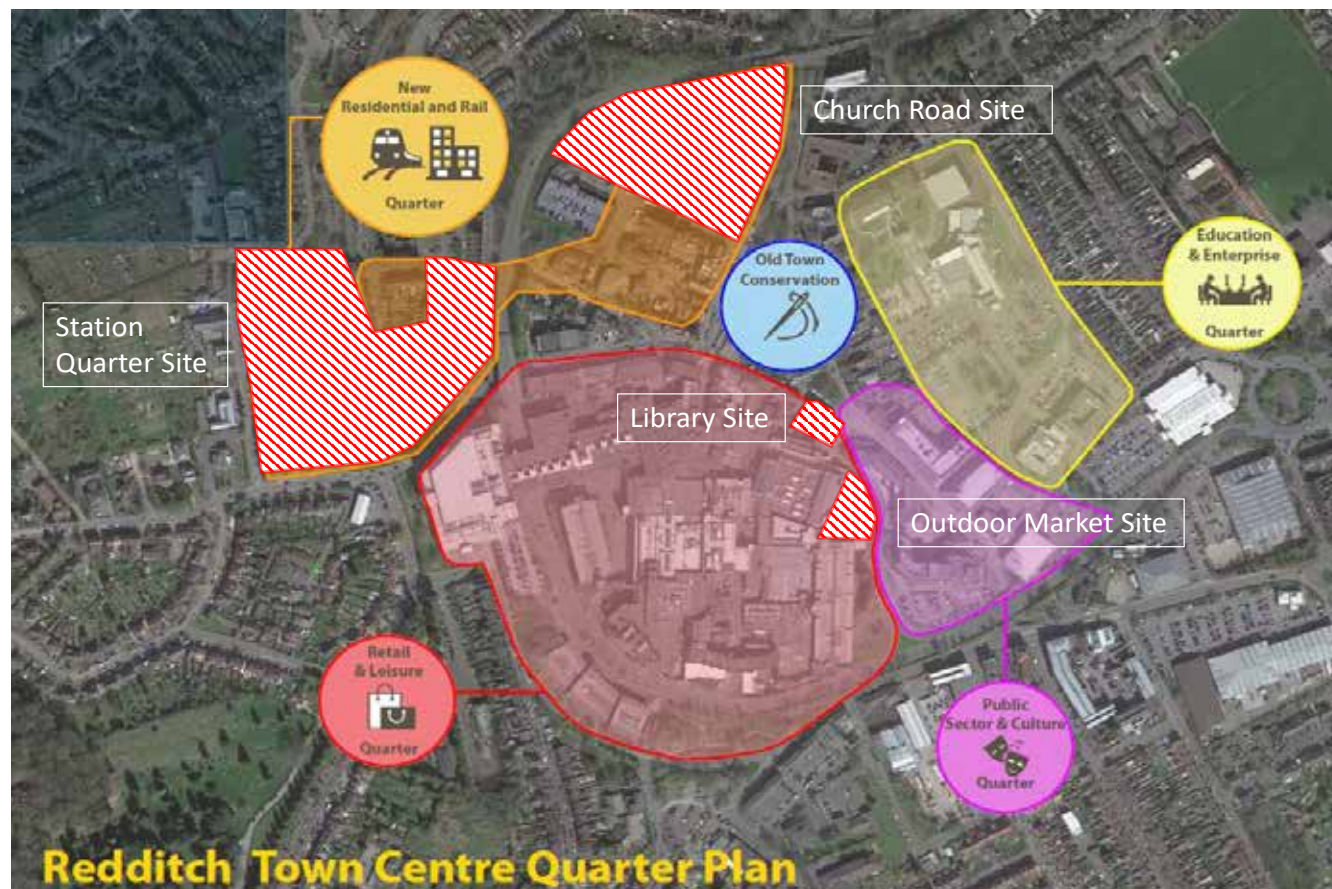 New
Residential and Rail
Quarter
Church Road Site
Old Town
Conservation
Education
& Enterprise
Quarter
Station
Quarter Site
Library Site
Outdoor Market Site
Retail
& Leisure
Quarter
Public
Sector & Culture
Quarter
Redditch Town Centre Quarter Plan